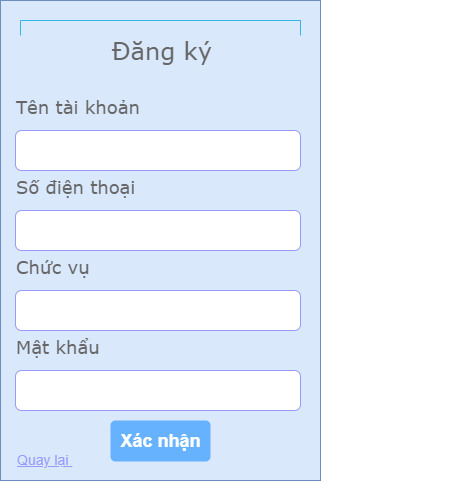 Đăng ký
Tên tài khoản
Số điện thoại
Chức vụ
Mật khẩu
Xác nhận
Quay lại